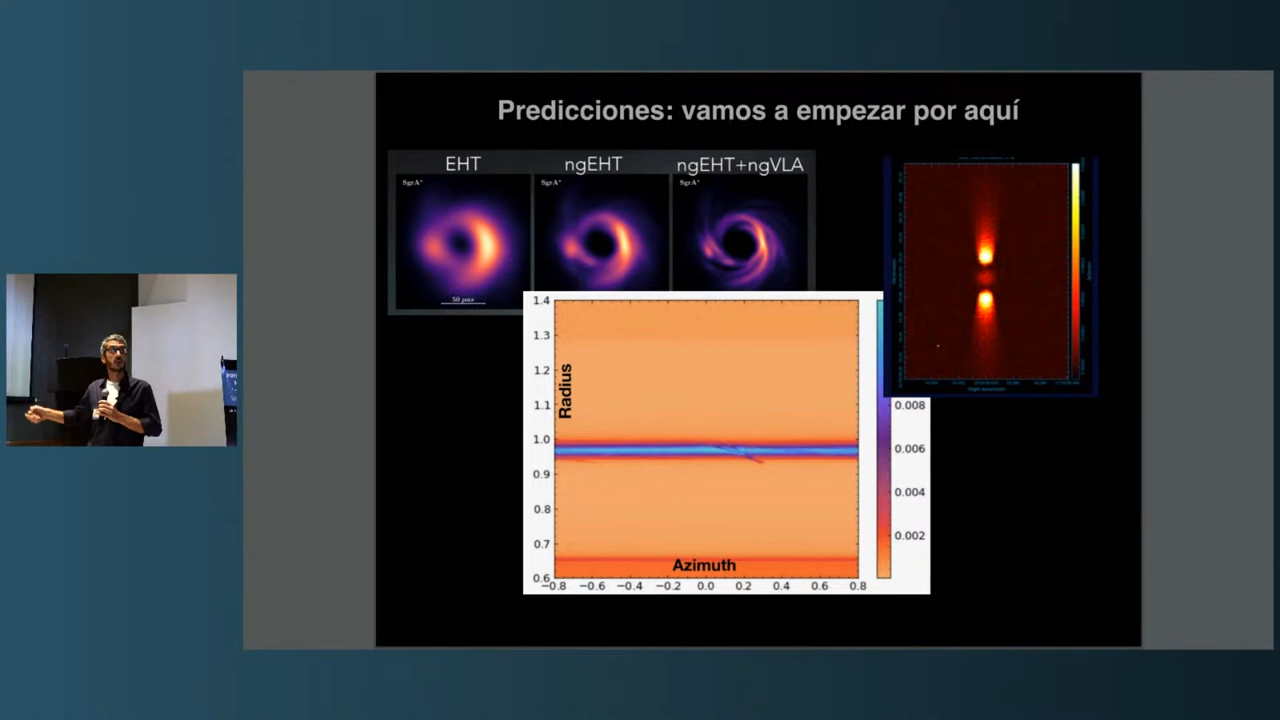 Predicciones: vamos a empezar por aquí
EHT
ngEHT
ngEHT+ngVLA
SgrA*
SgrA*
SgrA*
50 μas
1.4
1.3
1.2
1.1
1.0
0.9
0.8
0.7
0.6
Radius
Azimuth
−0.8 −0.6 −0.4 −0.2 0.0 0.2 0.4 0.6 0.8
0.008
0.006
0.004
0.002